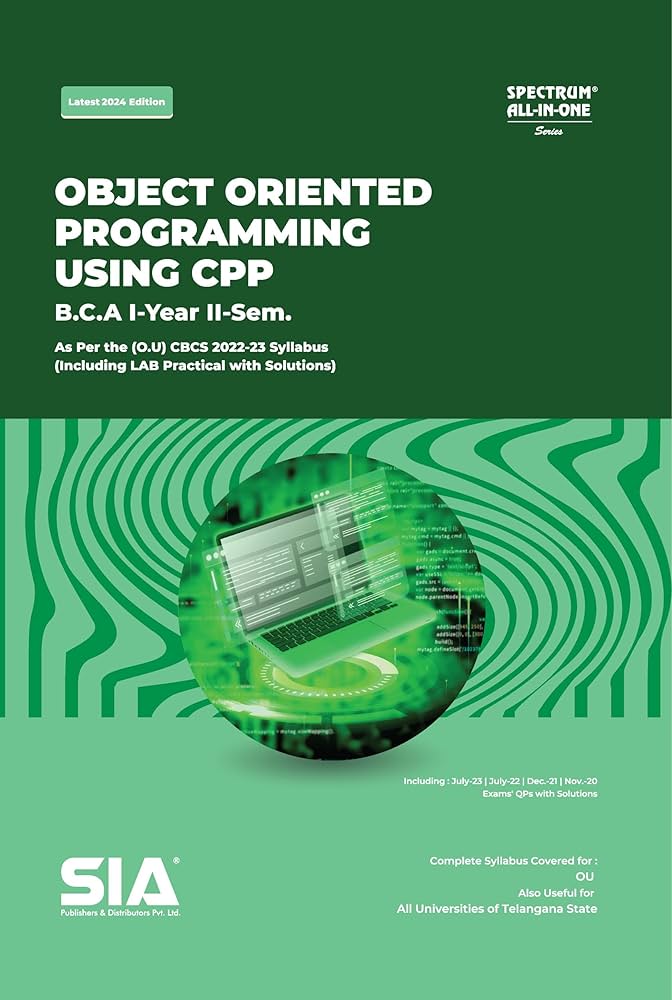 Latest 2024 Edition
SPECTRUM®
ALL-IN-ONE
Series
OBJECT ORIENTED
PROGRAMMING
USING CPP
B.C.A I-Year II-Sem.
As Per the (O.U) CBCS 2022-23 Syllabus
(Including LAB Practical with Solutions)
Including : July-23 | July-22 | Dec.-21 | Nov.-20
Exams' QPs with Solutions
SIA®
Publishers & Distributors Pvt. Ltd.
Complete Syllabus Covered for :
OU
Also Useful for
All Universities of Telangana State